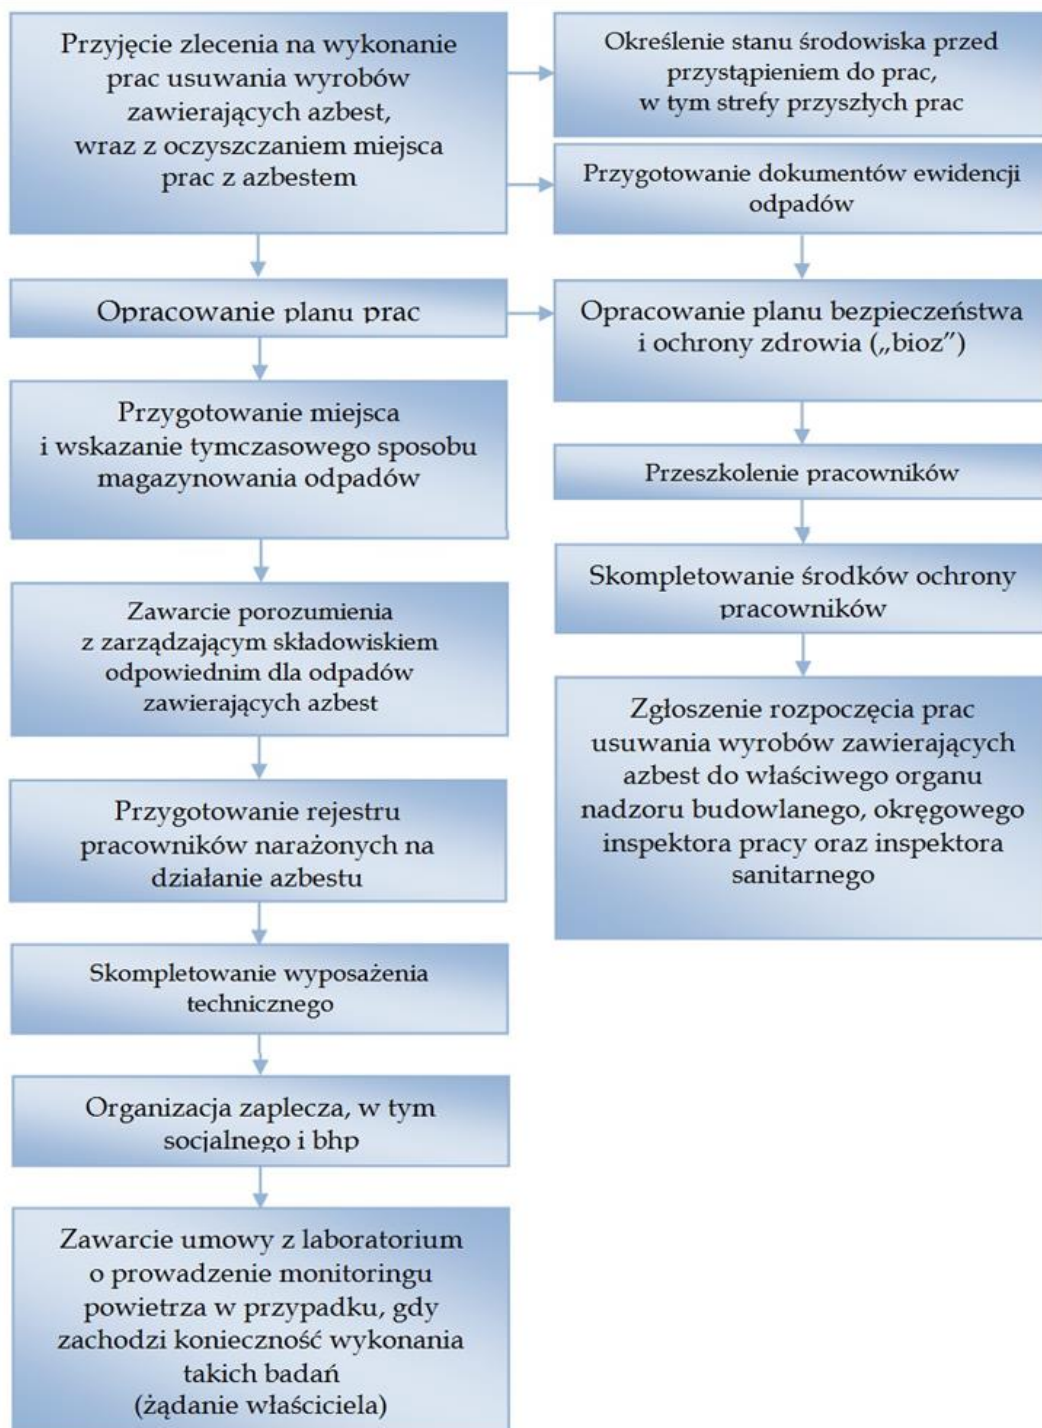 Przyjęcie zlecenia na wykonanie
prac usuwania wyrobów
zawierających azbest,
wraz z oczyszczaniem miejsca
prac z azbestem
Określenie stanu środowiska przed
przystąpieniem do prac,
w tym strefy przyszłych prac
Przygotowanie dokumentów ewidencji
odpadów
Opracowanie planu prac
Opracowanie planu bezpieczeństwa
i ochrony zdrowia („bioz”)
Przygotowanie miejsca
i wskazanie tymczasowego sposobu
magazynowania odpadów
Przeszkolenie pracowników
Skompletowanie środków ochrony
pracowników
Zawarcie porozumienia
z zarządzającym składowiskiem
odpowiednim dla odpadów
zawierających azbest
Zgłoszenie rozpoczęcia prac
usuwania wyrobów zawierających
azbest do właściwego organu
nadzoru budowlanego, okręgowego
inspektora pracy oraz inspektora
sanitarnego
Przygotowanie rejestru
pracowników narażonych na
działanie azbestu
Skompletowanie wyposażenia
technicznego
Organizacja zaplecza, w tym
socjalnego i bhp
Zawarcie umowy z laboratorium
o prowadzenie monitoringu
powietrza w przypadku, gdy
zachodzi konieczność wykonania
takich badań
(żądanie właściciela)